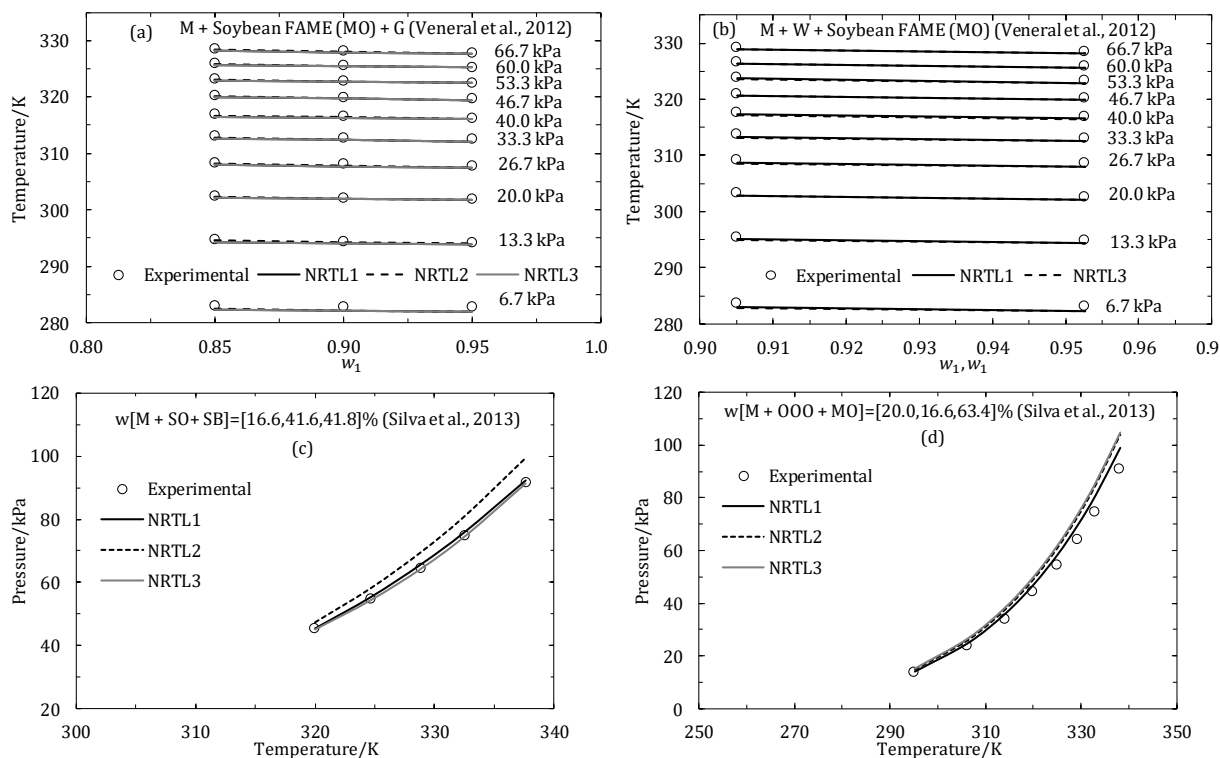 (a) M + Soybean FAME (MO) + G (Veneral et al., 2012)
330
320
310
300
290
280
Temperature/K
66.7 kPa
60.0 kPa
53.3 kPa
46.7 kPa
40.0 kPa
33.3 kPa
26.7 kPa
20.0 kPa
13.3 kPa
6.7 kPa
Experimental NRTL1 NRTL2 NRTL3
0.80 0.85 0.90 0.95 1.0
w₁
(b) M + W + Soybean FAME (MO) (Veneral et al., 2012)
330
320
310
300
290
280
Temperature/K
66.7 kPa
60.0 kPa
53.3 kPa
46.7 kPa
40.0 kPa
33.3 kPa
26.7 kPa
20.0 kPa
13.3 kPa
6.7 kPa
Experimental NRTL1 NRTL3
0.90 0.91 0.92 0.93 0.94 0.95 0.96 0.9
w₁, w₁
w[M + SO+ SB]=[16.6,41.6,41.8]% (Silva et al., 2013)
(c)
120
100
80
60
40
20
Pressure/kPa
Experimental
NRTL1
NRTL2
NRTL3
300 310 320 330 340
Temperature/K
w[M + OOO + MO]=[20.0,16.6,63.4]% (Silva et al., 2013)
(d)
120
100
80
60
40
20
0
Pressure/kPa
Experimental
NRTL1
NRTL2
NRTL3
250 270 290 310 330 350
Temperature/K